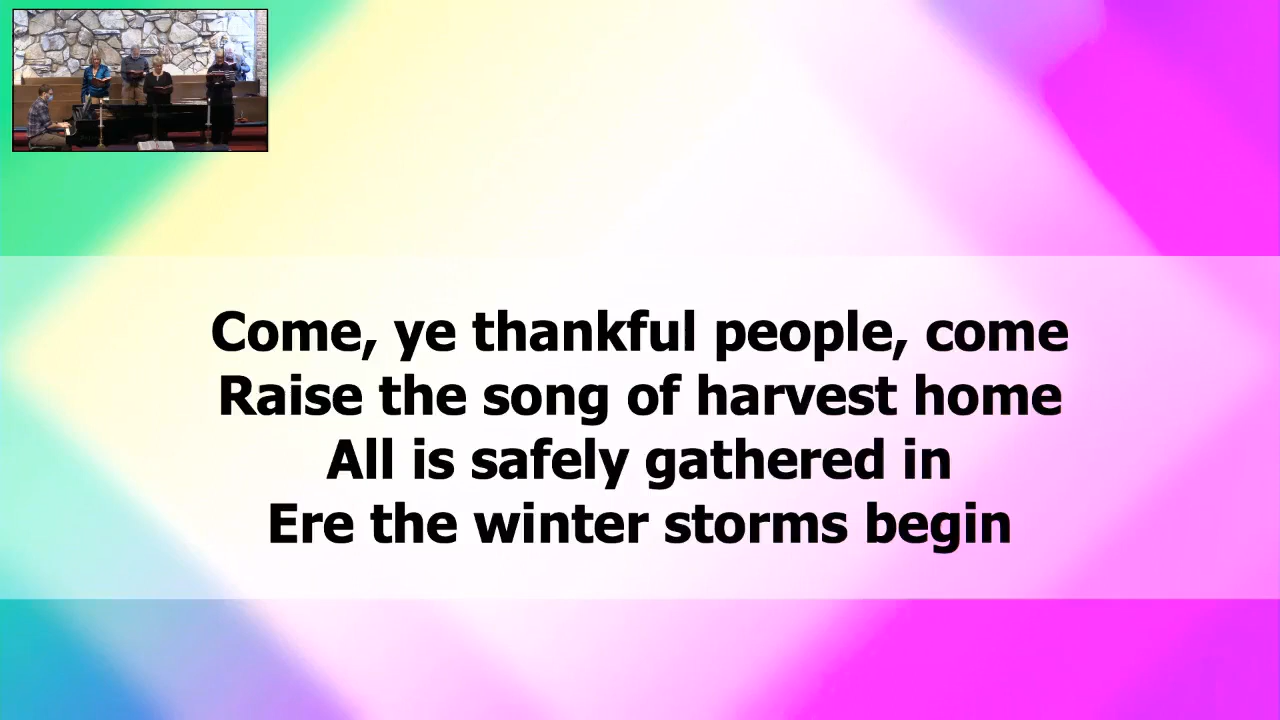 Come, ye thankful people, come
Raise the song of harvest home
All is safely gathered in
Ere the winter storms begin